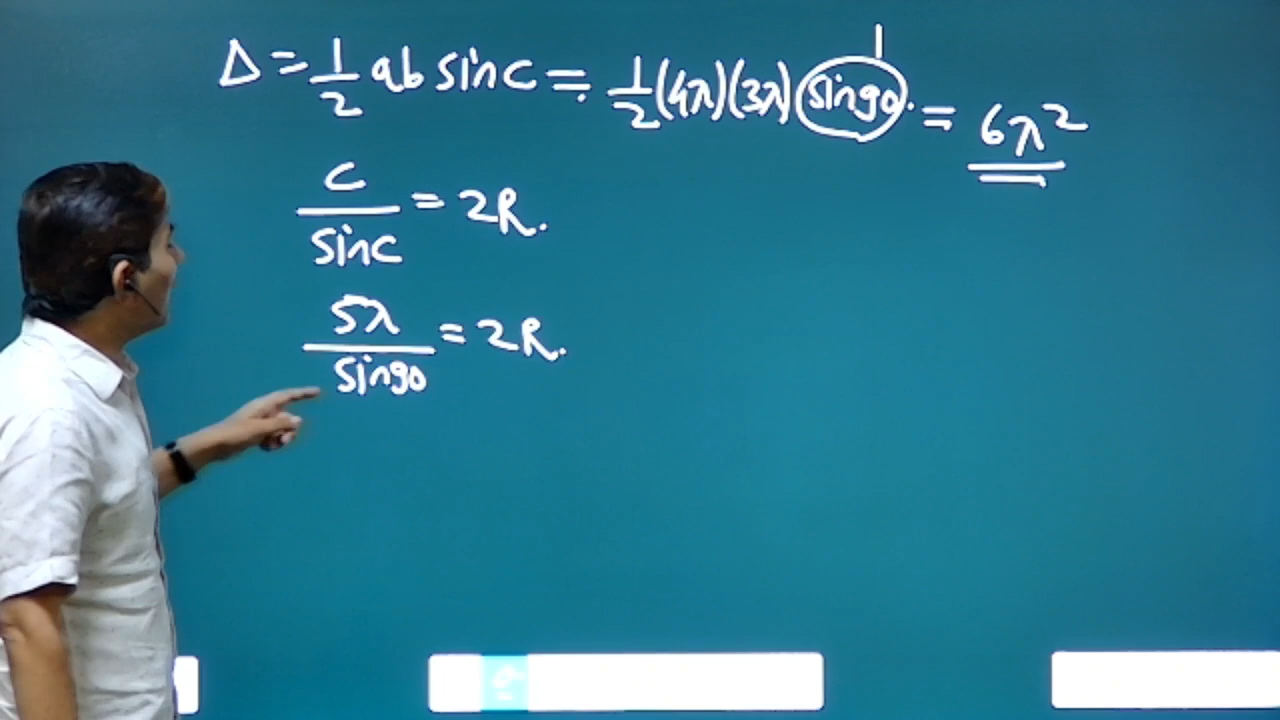 Δ = 1/2 ab sinC = 1/2 (4λ)(3λ) sin90. 1 = 6λ²
C/sinC = 2R.
5λ/sin90 = 2R.